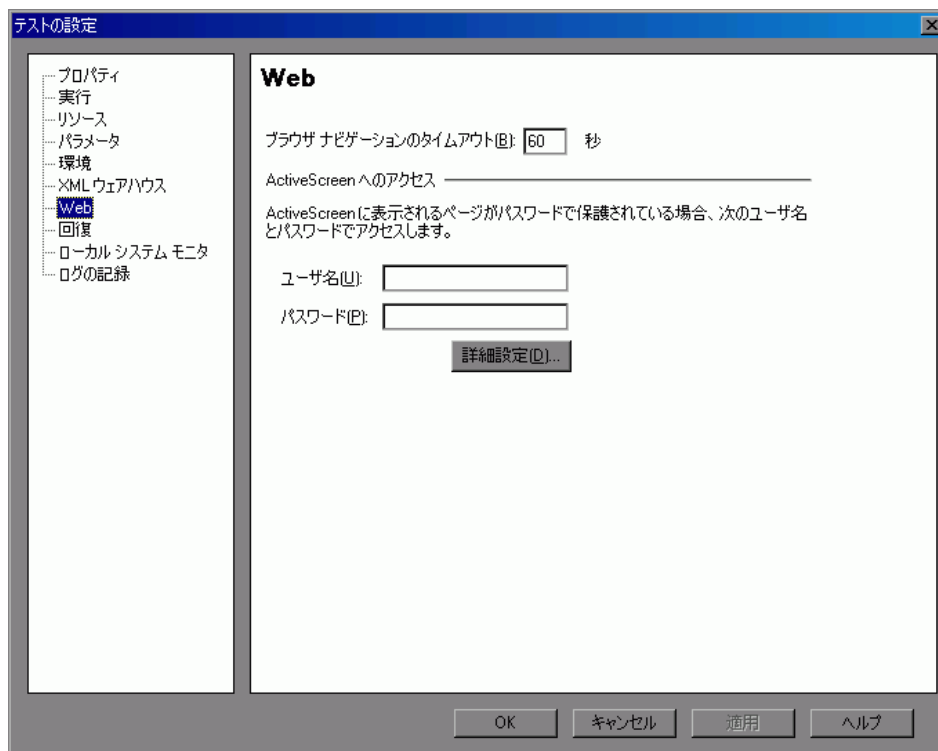 テストの設定
プロパティ
実行
リソース
パラメータ
環境
XML ウェアハウス
Web
回復
ローカル システム モニタ
ログの記録
Web
ブラウザ ナビゲーションのタイムアウト(B): 60 秒
ActiveScreen へのアクセス
ActiveScreen に表示されるページがパスワードで保護されている場合、次のユーザ名
とパスワードでアクセスします。
ユーザ名(U):
パスワード(P):
詳細設定(D)...
OK キャンセル 適用 ヘルプ